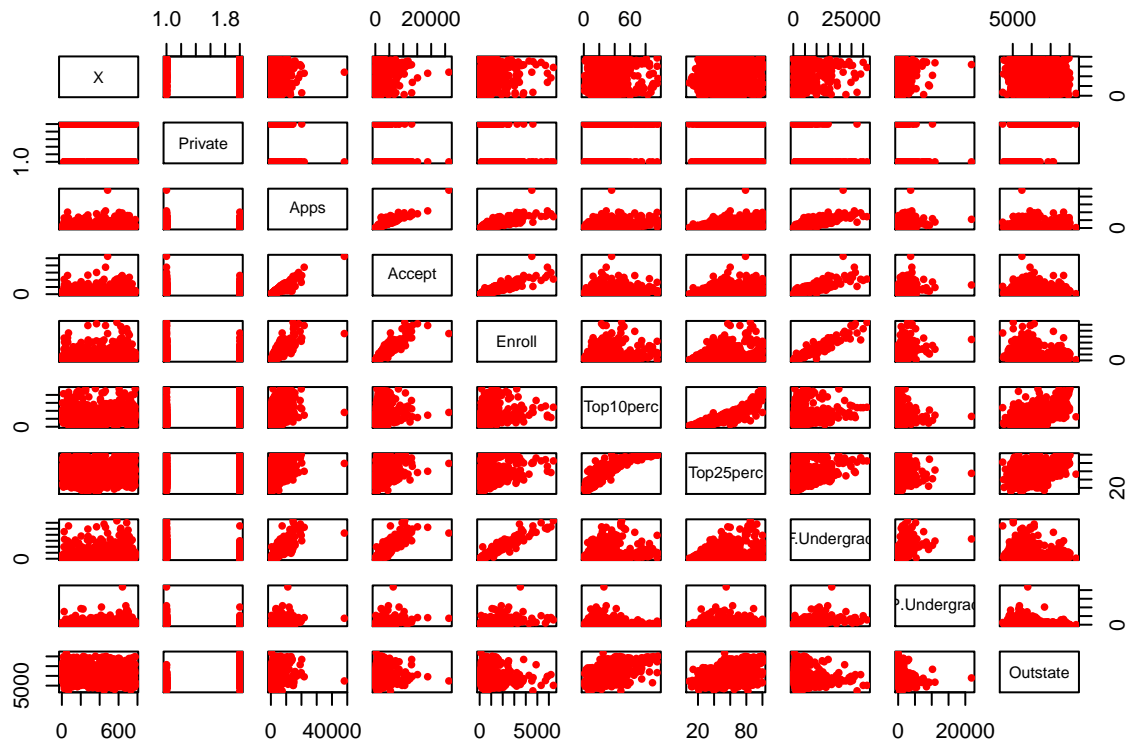 1.0 1.8 0 20000 0 60 0 25000 5000
X 0
1.0 Private
Apps 0
0 Accept
Enroll 0
0 Top10perc
Top25perc 20
0 F.Undergrad
P.Undergrad 0
5000 Outstate
0 600 0 40000 0 5000 20 80 0 20000